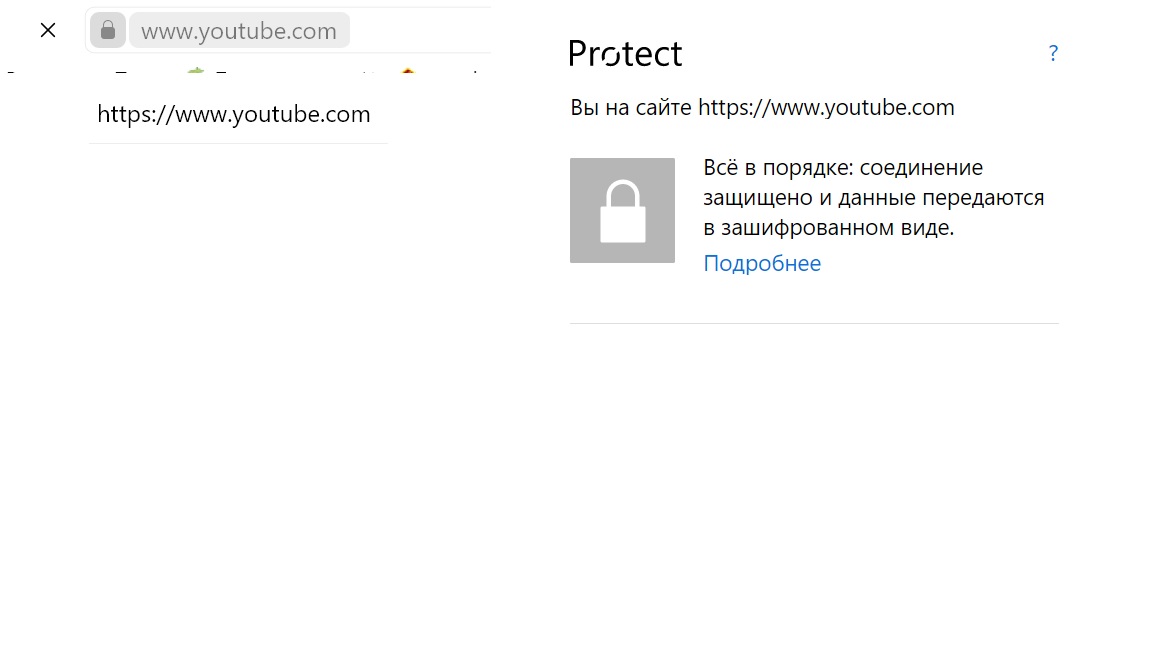 www.youtube.com
https://www.youtube.com
Protect
?
Вы на сайте https://www.youtube.com
Всё в порядке: соединение
защищено и данные передаются
в зашифрованном виде.
Подробнее